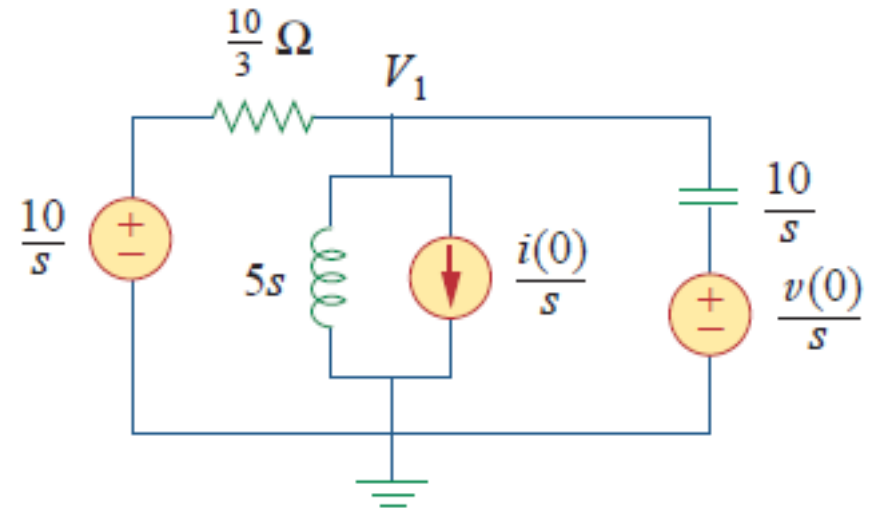 10/3 Ω
V₁
10/s
+
−
5s
i(0)/s
10/s
+
−
v(0)/s